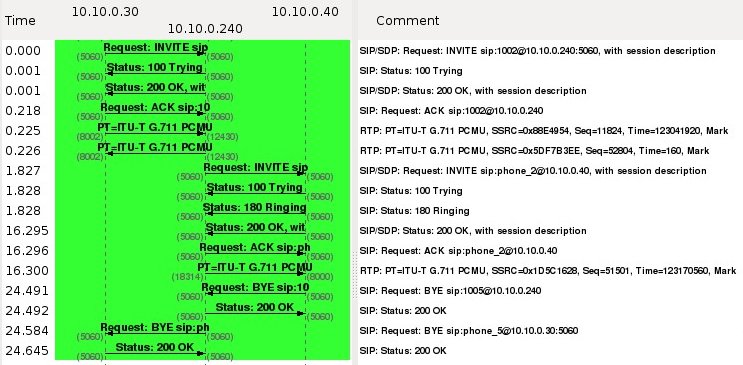 Time 10.10.0.30 10.10.0.240 10.10.0.40 Comment
0.000 Request: INVITE sip (5060) (5060) SIP/SDP: Request: INVITE sip:1002@10.10.0.240:5060, with session description
0.001 Status: 100 Trying (5060) (5060) SIP: Status: 100 Trying
0.001 Status: 200 OK, wit (5060) (5060) SIP/SDP: Status: 200 OK, with session description
0.218 Request: ACK sip:10 (5060) (5060) SIP: Request: ACK sip:1002@10.10.0.240
0.225 PT=ITU-T G.711 PCMU (8002) (12430) RTP: PT=ITU-T G.711 PCMU, SSRC=0x88E4954, Seq=11824, Time=123041920, Mark
0.226 PT=ITU-T G.711 PCMU (8002) (12430) RTP: PT=ITU-T G.711 PCMU, SSRC=0x5DF7B3EE, Seq=52804, Time=160, Mark
1.827 Request: INVITE sip (5060) (5060) SIP/SDP: Request: INVITE sip:phone_2@10.10.0.40, with session description
1.828 Status: 100 Trying (5060) (5060) SIP: Status: 100 Trying
1.828 Status: 180 Ringing (5060) (5060) SIP: Status: 180 Ringing
16.295 Status: 200 OK, wit (5060) (5060) SIP/SDP: Status: 200 OK, with session description
16.296 Request: ACK sip:ph (5060) (5060) SIP: Request: ACK sip:phone_2@10.10.0.40
16.300 PT=ITU-T G.711 PCMU (18314) (8000) RTP: PT=ITU-T G.711 PCMU, SSRC=0x1D5C1628, Seq=51501, Time=123170560, Mark
24.491 Request: BYE sip:10 (5060) (5060) SIP: Request: BYE sip:1005@10.10.0.240
24.492 Status: 200 OK (5060) (5060) SIP: Status: 200 OK
24.584 Request: BYE sip:ph (5060) (5060) SIP: Request: BYE sip:phone_5@10.10.0.30:5060
24.645 Status: 200 OK (5060) (5060) SIP: Status: 200 OK